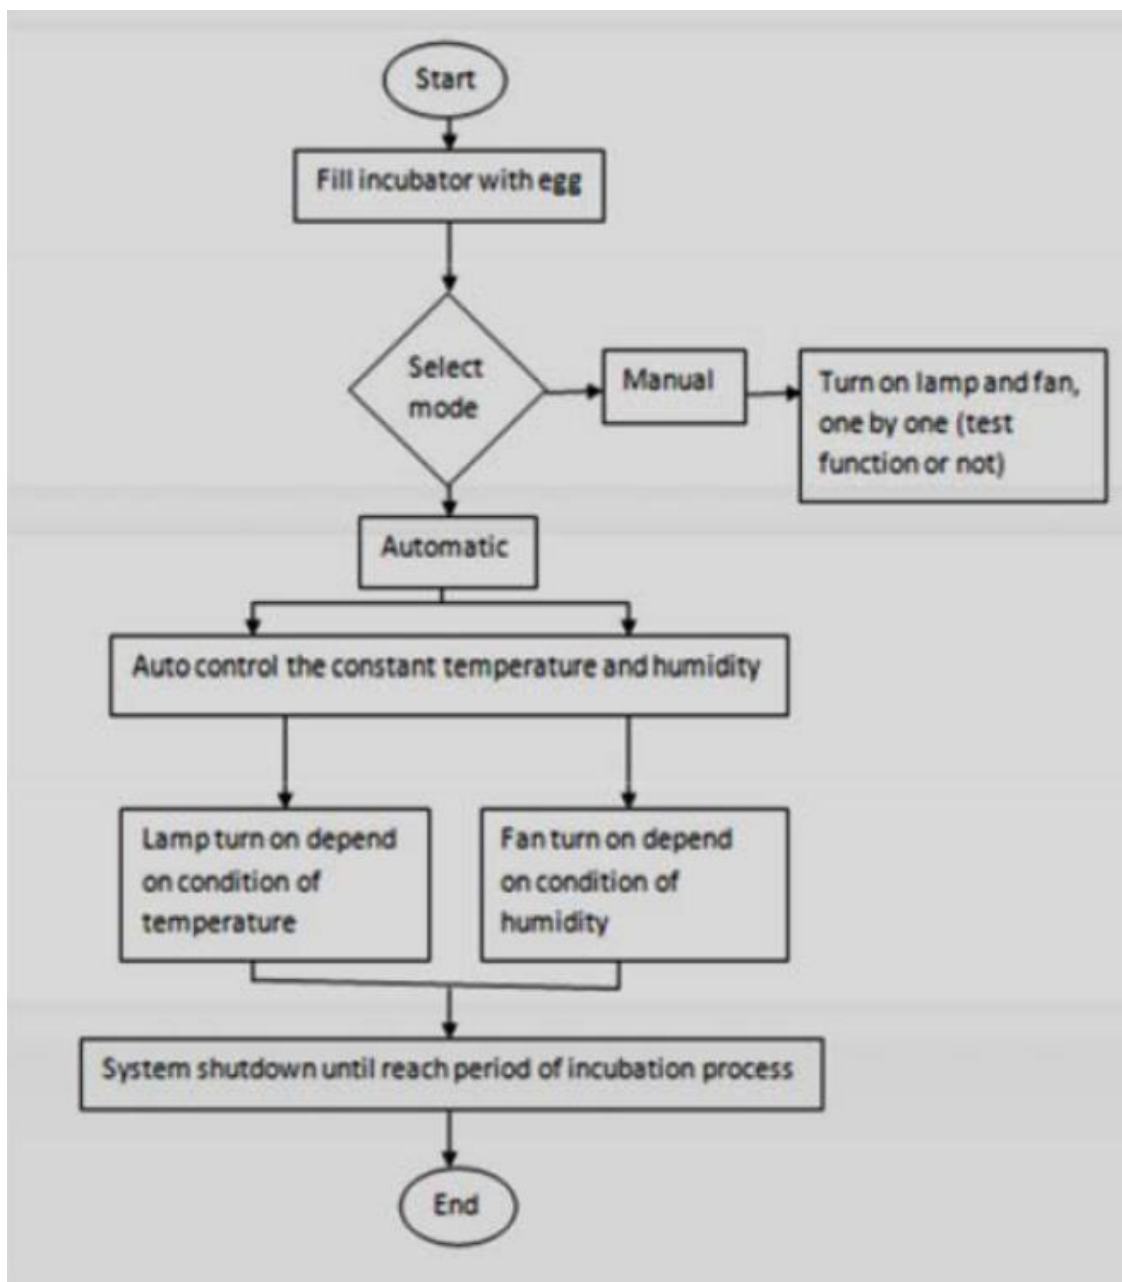 Start
Fill incubator with egg
Select
mode
Manual
Turn on lamp and fan,
one by one (test
function or not)
Automatic
Auto control the constant temperature and humidity
Lamp turn on depend
on condition of
temperature
Fan turn on depend
on condition of
humidity
System shutdown until reach period of incubation process
End